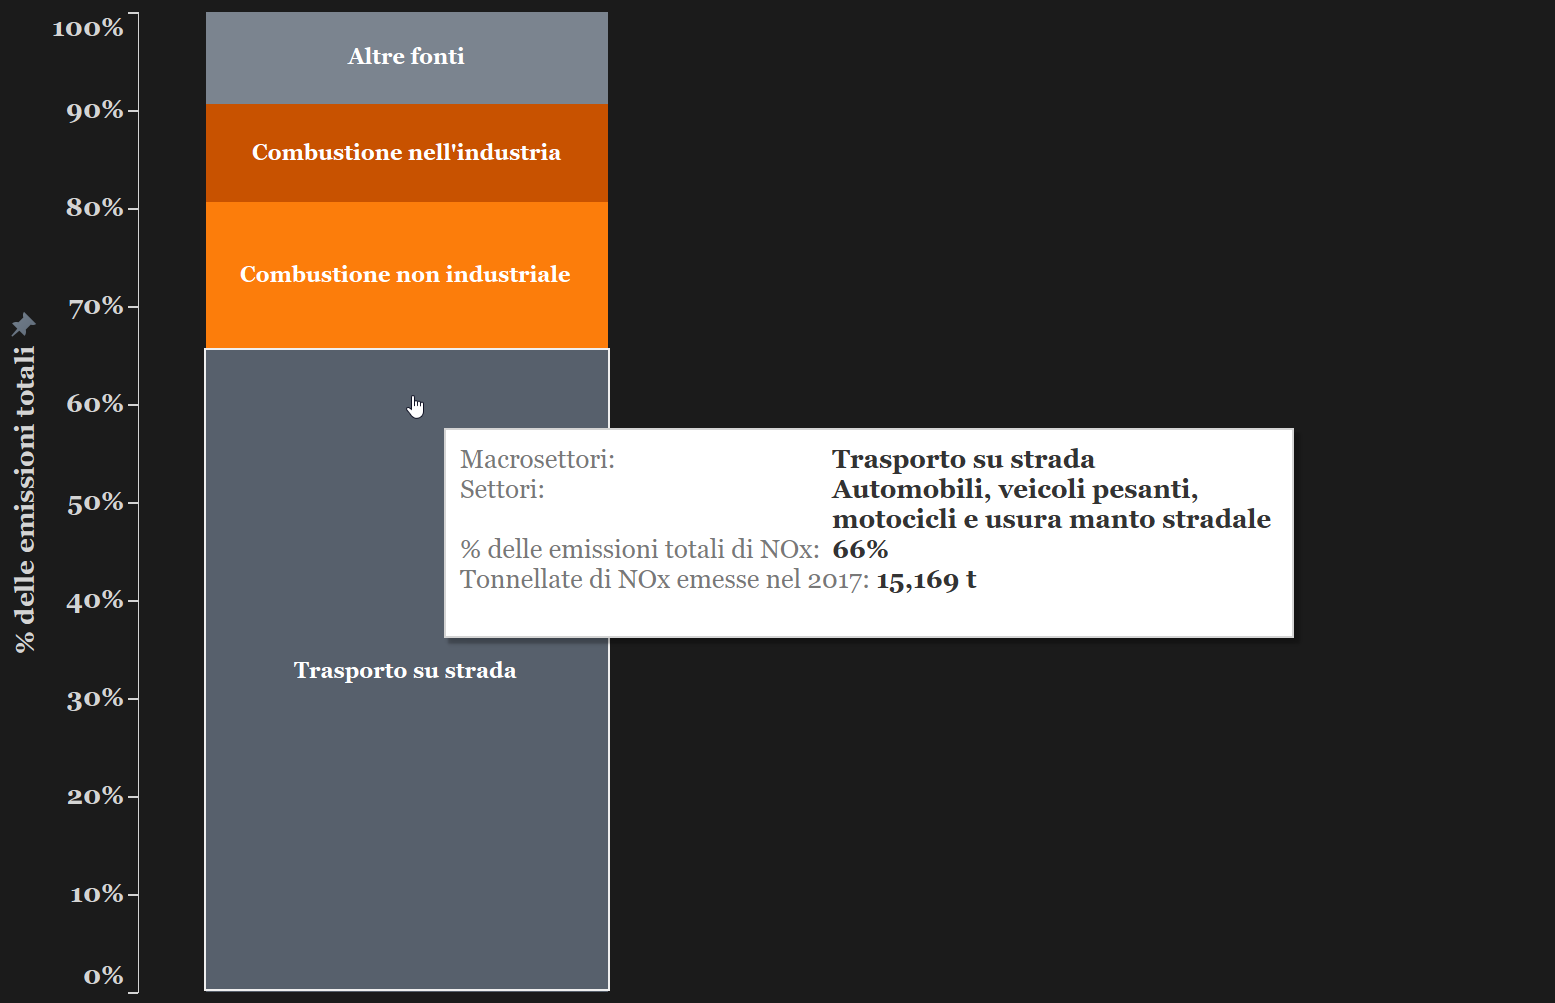 100%
90%
80%
70%
60%
50%
40%
30%
20%
10%
0%
% delle emissioni totali
Altre fonti
Combustione nell'industria
Combustione non industriale
Trasporto su strada
Macrosettori: Trasporto su strada
Settori: Automobili, veicoli pesanti,
motocicli e usura manto stradale
% delle emissioni totali di NOx: 66%
Tonnellate di NOx emesse nel 2017: 15,169 t